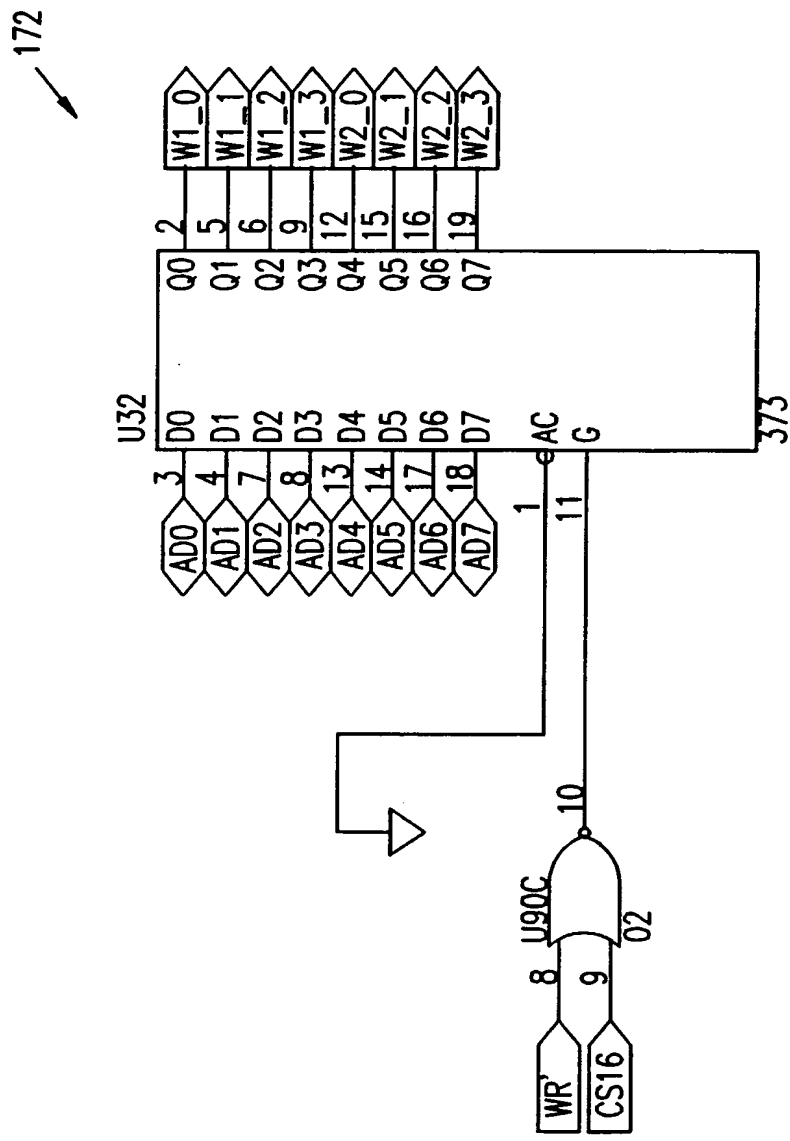 172
U32
AD0 3 D0 Q0 2 W1_0
AD1 4 D1 Q1 5 W1_1
AD2 7 D2 Q2 6 W1_2
AD3 8 D3 Q3 9 W1_3
AD4 13 D4 Q4 12 W2_0
AD5 14 D5 Q5 15 W2_1
AD6 17 D6 Q6 16 W2_2
AD7 18 D7 Q7 19 W2_3
1 AC
11 G
373
U90C
WR' 8 10
CS16 9
02